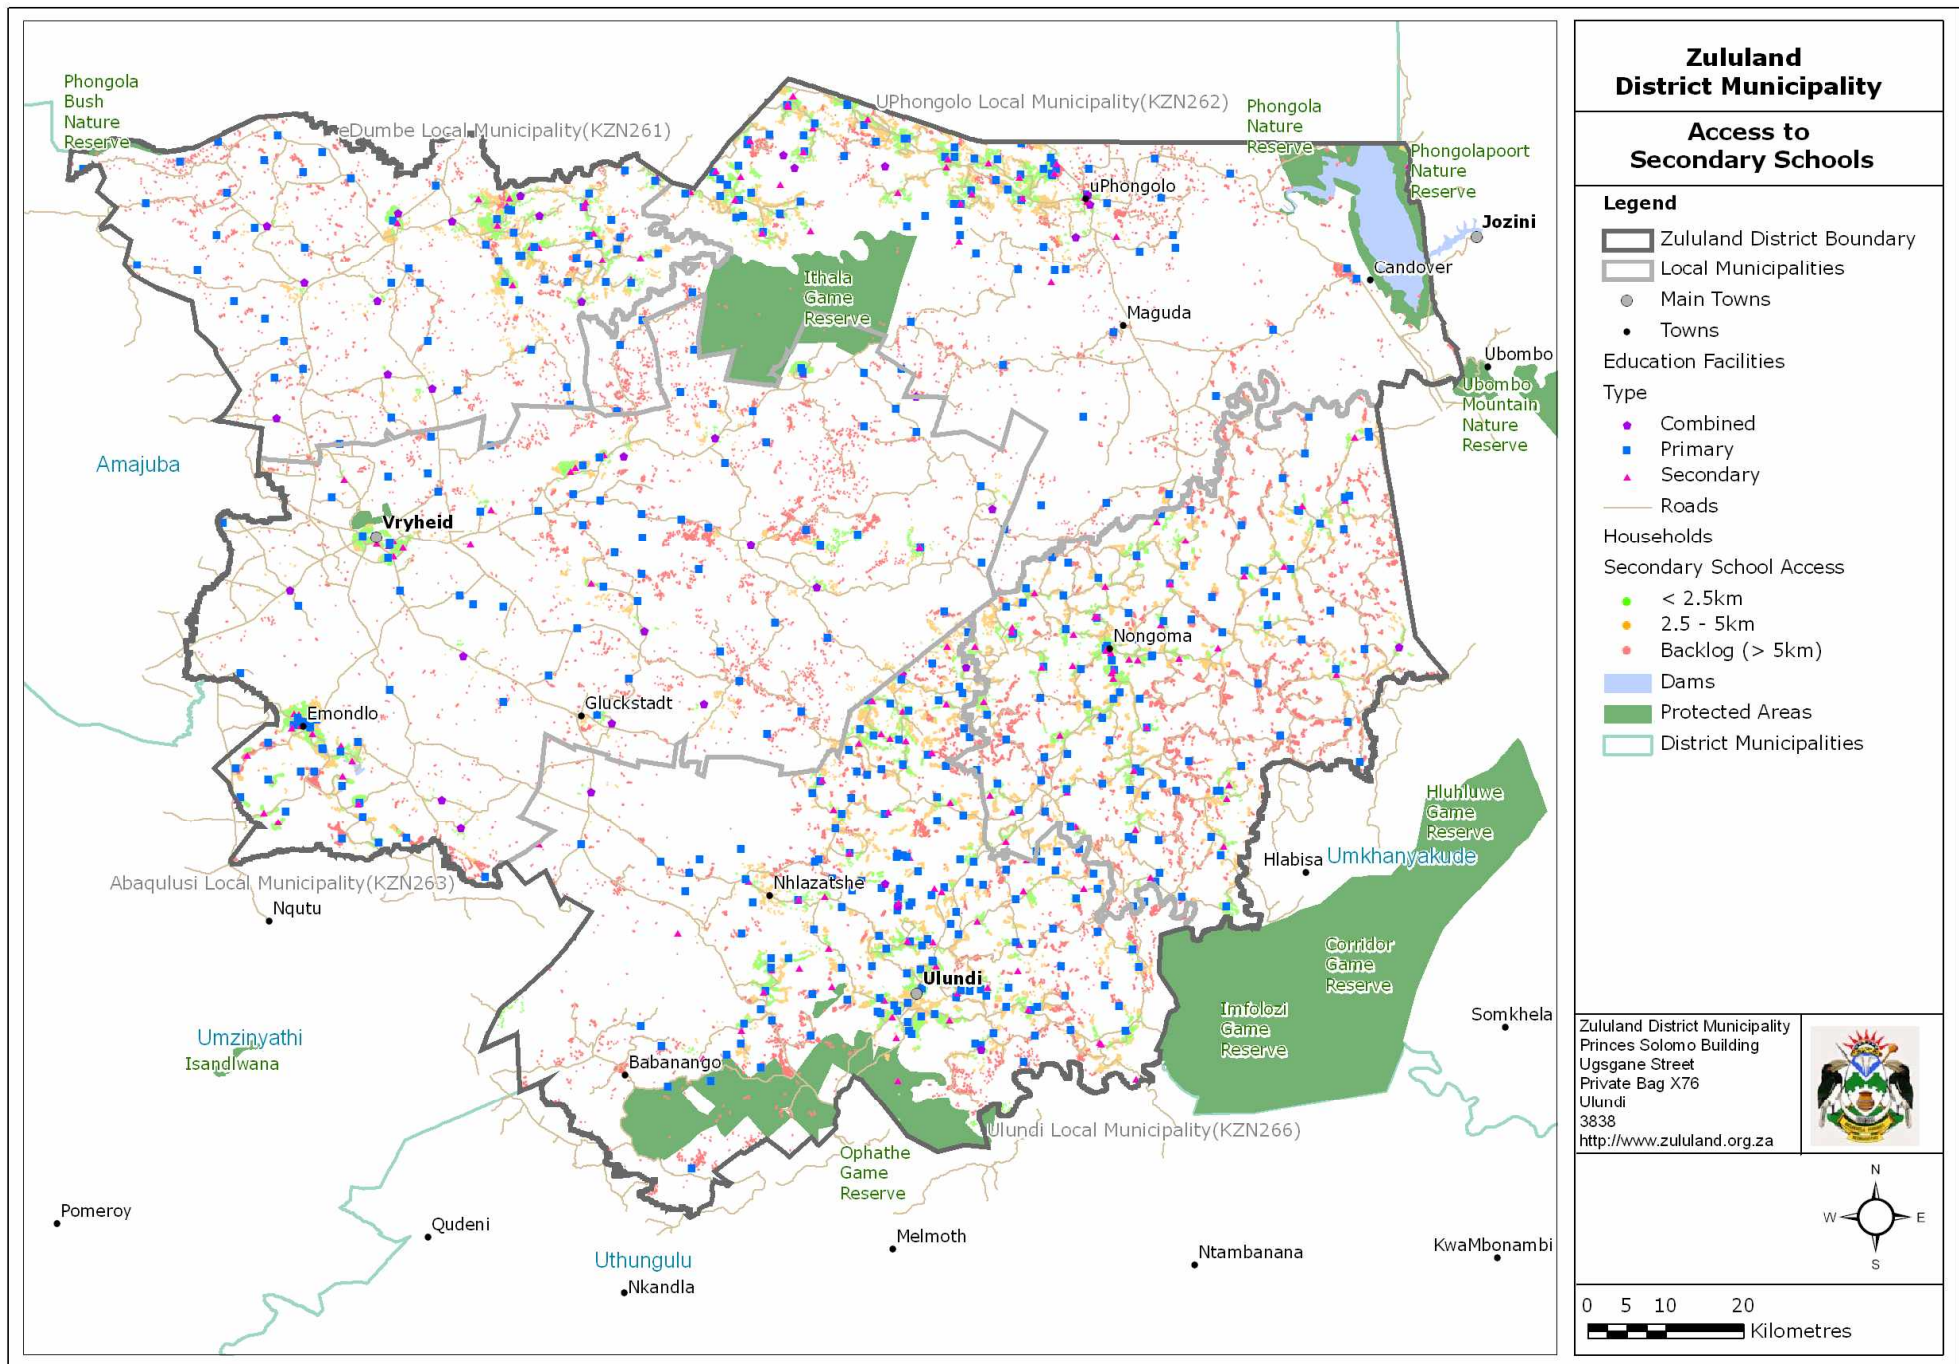 Phongola
Bush
Nature
Reserve
eDumbe Local Municipality(KZN261)
UPhongolo Local Municipality(KZN262)
Phongola
Nature
Reserve
Phongolapoort
Nature
Reserve
uPhongolo
Jozini
Candover
Ithala
Game
Reserve
Maguda
Ubombo
Ubombo
Mountain
Nature
Reserve
Amajuba
Vryheid
Nongoma
Emondlo
Gluckstadt
Hluhluwe
Game
Reserve
Hlabisa
Umkhanyakude
Abaqulusi Local Municipality(KZN263)
Nqutu
Nhlazatshe
Corridor
Game
Reserve
Ulundi
Imfolozi
Game
Reserve
Somkhela
Umzinyathi
Isandlwana
Babanango
Ulundi Local Municipality(KZN266)
Ophathe
Game
Reserve
Pomeroy
Qudeni
Melmoth
Ntambanana
KwaMbonambi
Uthungulu
Nkandla
Zululand
District Municipality
Access to
Secondary Schools
Legend
Zululand District Boundary
Local Municipalities
Main Towns
Towns
Education Facilities
Type
Combined
Primary
Secondary
Roads
Households
Secondary School Access
< 2.5km
2.5 - 5km
Backlog (> 5km)
Dams
Protected Areas
District Municipalities
Zululand District Municipality
Princes Solomo Building
Ugsgane Street
Private Bag X76
Ulundi
3838
http://www.zululand.org.za
N
W E
S
0 5 10 20
Kilometres